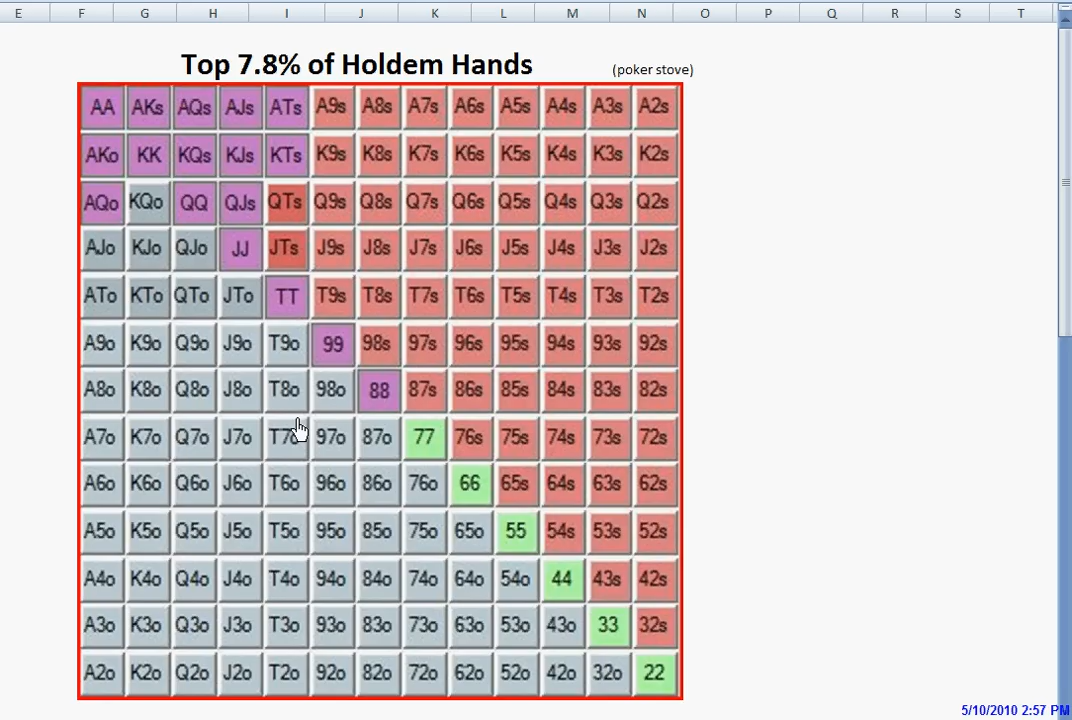 E F G H I J K L M N O P Q R S T
Top 7.8% of Holdem Hands (poker stove)
AA AKs AQs AJs ATs A9s A8s A7s A6s A5s A4s A3s A2s
AKo KK KQs KJs KTs K9s K8s K7s K6s K5s K4s K3s K2s
AQo KQo QQ QJs QTs Q9s Q8s Q7s Q6s Q5s Q4s Q3s Q2s
AJo KJo QJo JJ JTs J9s J8s J7s J6s J5s J4s J3s J2s
ATo KTo QTo JTo TT T9s T8s T7s T6s T5s T4s T3s T2s
A9o K9o Q9o J9o T9o 99 98s 97s 96s 95s 94s 93s 92s
A8o K8o Q8o J8o T8o 98o 88 87s 86s 85s 84s 83s 82s
A7o K7o Q7o J7o T7o 97o 87o 77 76s 75s 74s 73s 72s
A6o K6o Q6o J6o T6o 96o 86o 76o 66 65s 64s 63s 62s
A5o K5o Q5o J5o T5o 95o 85o 75o 65o 55 54s 53s 52s
A4o K4o Q4o J4o T4o 94o 84o 74o 64o 54o 44 43s 42s
A3o K3o Q3o J3o T3o 93o 83o 73o 63o 53o 43o 33 32s
A2o K2o Q2o J2o T2o 92o 82o 72o 62o 52o 42o 32o 22
5/10/2010 2:57 PM